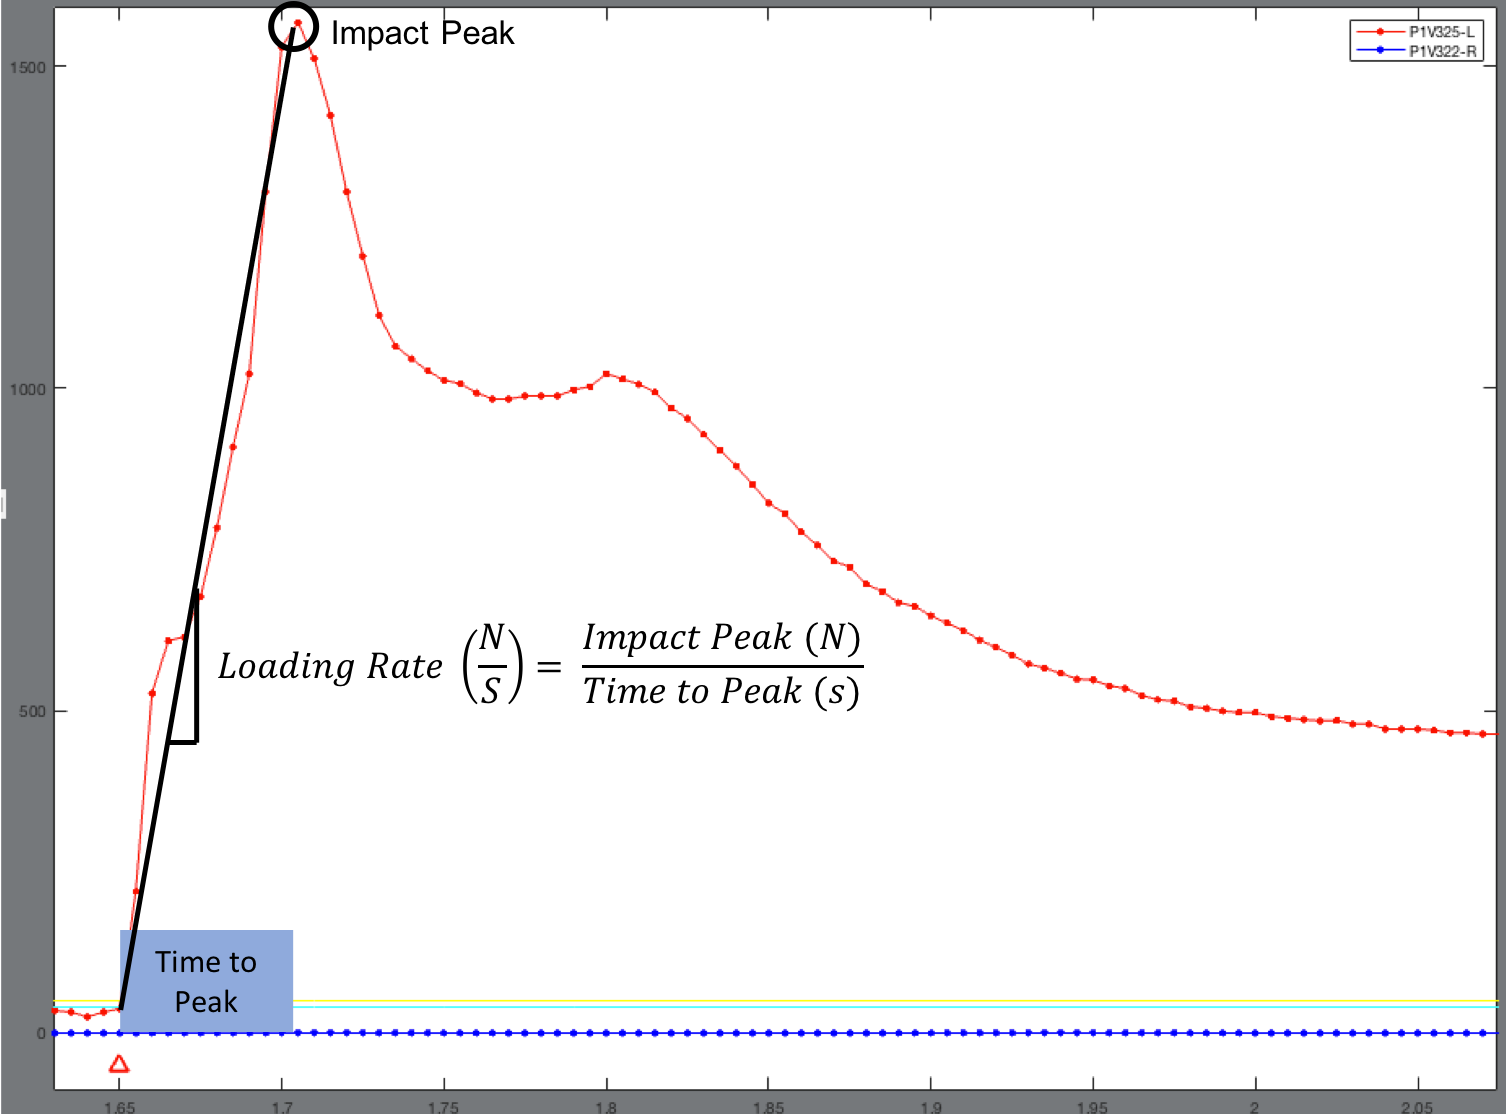 Impact Peak
P1V325-L
P1V322-R
1500
1000
500
0
Loading Rate (N/S) = Impact Peak (N) / Time to Peak (s)
Time to
Peak
1.65 1.7 1.75 1.8 1.85 1.9 1.95 2 2.05